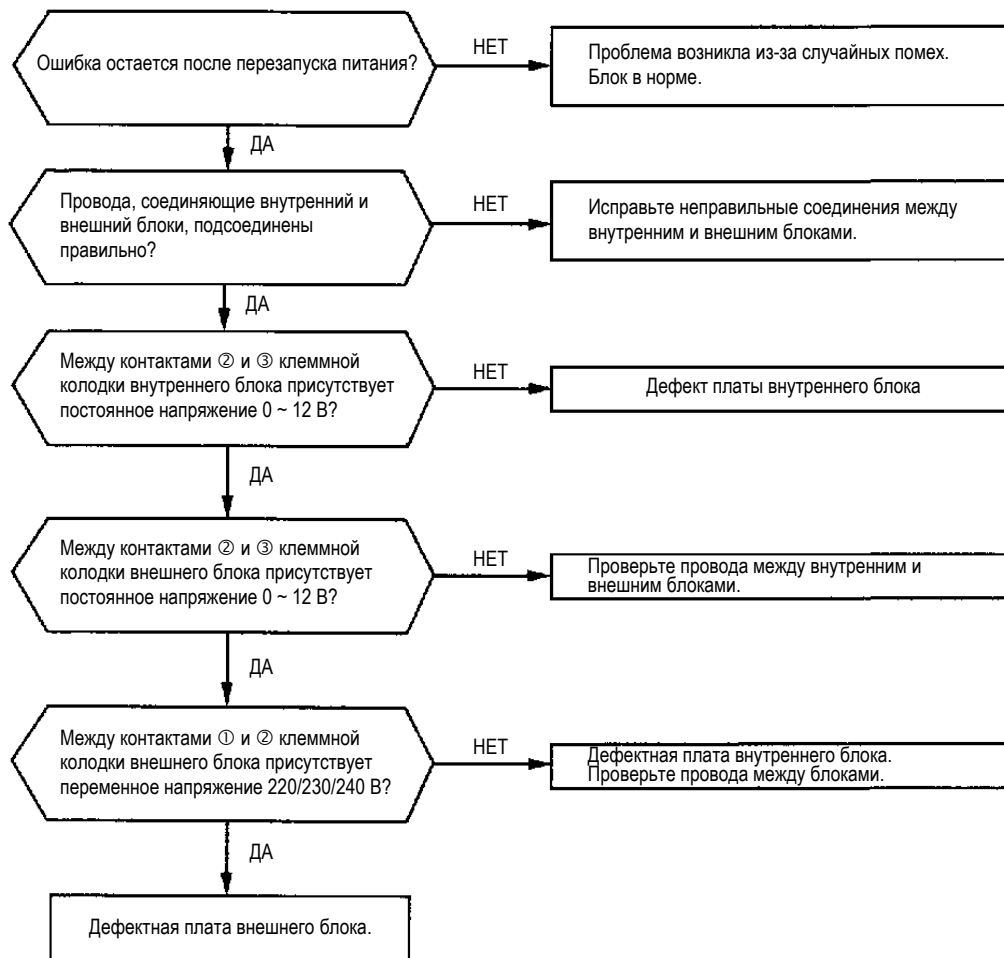 Ошибка остается после перезапуска питания?
НЕТ
Проблема возникла из-за случайных помех.
Блок в норме.
ДА
Провода, соединяющие внутренний и
внешний блоки, подсоединены
правильно?
НЕТ
Исправьте неправильные соединения между
внутренним и внешним блоками.
ДА
Между контактами ② и ③ клеммной
колодки внутреннего блока присутствует
постоянное напряжение 0 ~ 12 В?
НЕТ
Дефект платы внутреннего блока
ДА
Между контактами ② и ③ клеммной
колодки внешнего блока присутствует
постоянное напряжение 0 ~ 12 В?
НЕТ
Проверьте провода между внутренним и
внешним блоками.
ДА
Между контактами ① и ② клеммной
колодки внешнего блока присутствует
переменное напряжение 220/230/240 В?
НЕТ
Дефектная плата внутреннего блока.
Проверьте провода между блоками.
ДА
Дефектная плата внешнего блока.